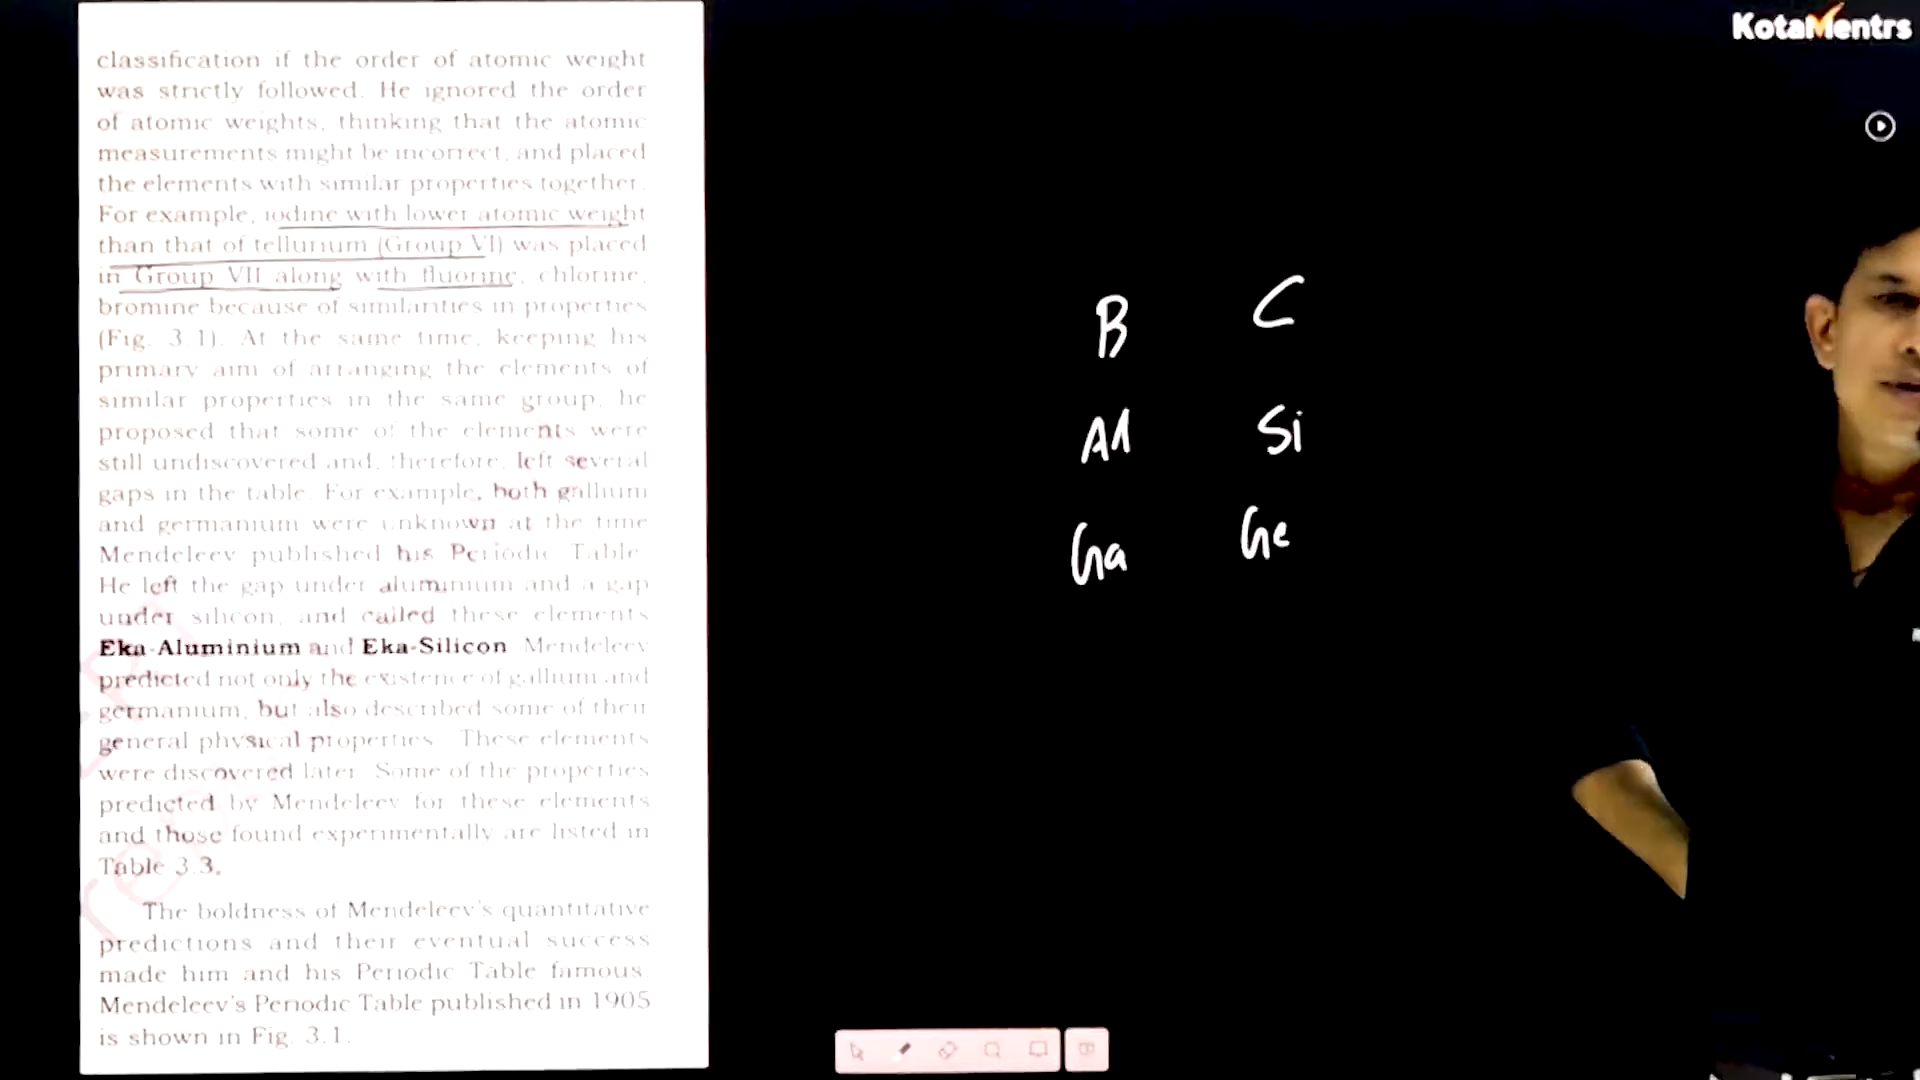 classification if the order of atomic weight
was strictly followed. He ignored the order
of atomic weights, thinking that the atomic
measurements might be incorrect, and placed
the elements with similar properties together.
For example, iodine with lower atomic weight
than that of tellurium (Group VI) was placed
in Group VII along with fluorine, chlorine,
bromine because of similarities in properties
(Fig. 3.1). At the same time, keeping his
primary aim of arranging the elements of
similar properties in the same group, he
proposed that some of the elements were
still undiscovered and, therefore, left several
gaps in the table. For example, both gallium
and germanium were unknown at the time
Mendeleev published his Periodic Table.
He left the gap under aluminium and a gap
under silicon, and called these elements
Eka-Aluminium and Eka-Silicon. Mendeleev
predicted not only the existence of gallium and
germanium, but also described some of their
general physical properties. These elements
were discovered later. Some of the properties
predicted by Mendeleev for these elements
and those found experimentally are listed in
Table 3.3.
The boldness of Mendeleev's quantitative
predictions and their eventual success
made him and his Periodic Table famous.
Mendeleev's Periodic Table published in 1905
is shown in Fig. 3.1.
KotaMentrs
B C
Al Si
Ga Ge